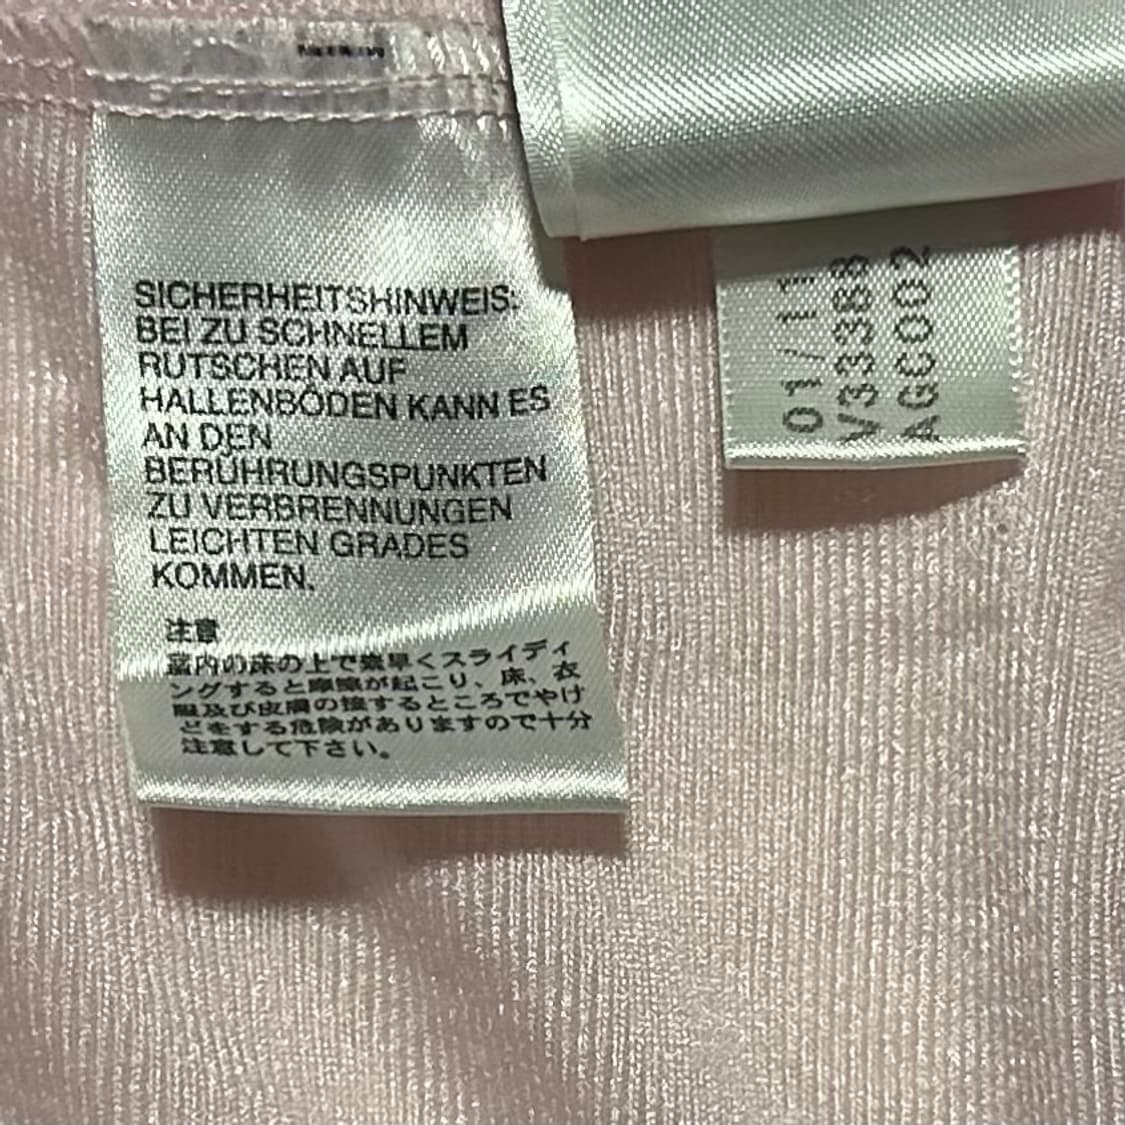 SICHERHEITSHINWEIS:
BEI ZU SCHNELLEM
RUTSCHEN AUF
HALLENBÖDEN KANN ES
AN DEN
BERÜHRUNGSPUNKTEN
ZU VERBRENNUNGEN
LEICHTEN GRADES
KOMMEN.
注意
室内の床の上で素早くスライディ
ングすると摩擦が起こり、床、衣
服及び皮膚の接するところでやけ
どをする危険がありますので十分
注意して下さい。
01/11
V33388
AGC002